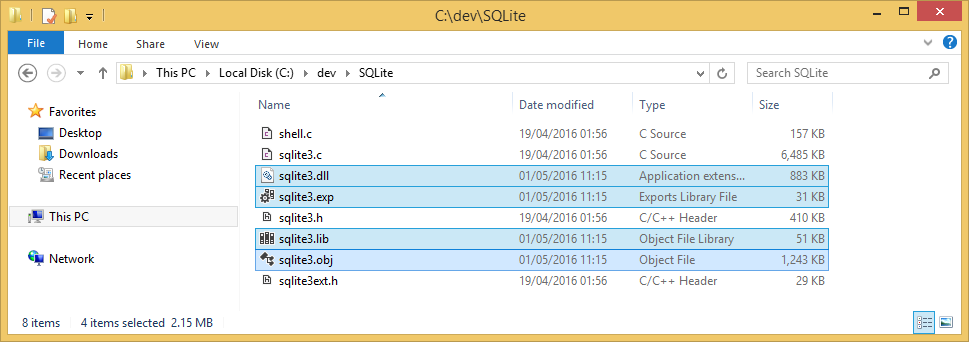 C:\dev\SQLite
File Home Share View
This PC Local Disk (C:) dev SQLite Search SQLite
Favorites
Desktop
Downloads
Recent places
This PC
Network
Name Date modified Type Size
shell.c 19/04/2016 01:56 C Source 157 KB
sqlite3.c 19/04/2016 01:56 C Source 6,485 KB
sqlite3.dll 01/05/2016 11:15 Application extens... 883 KB
sqlite3.exp 01/05/2016 11:15 Exports Library File 31 KB
sqlite3.h 19/04/2016 01:56 C/C++ Header 410 KB
sqlite3.lib 01/05/2016 11:15 Object File Library 51 KB
sqlite3.obj 01/05/2016 11:15 Object File 1,243 KB
sqlite3ext.h 19/04/2016 01:56 C/C++ Header 29 KB
8 items 4 items selected 2.15 MB